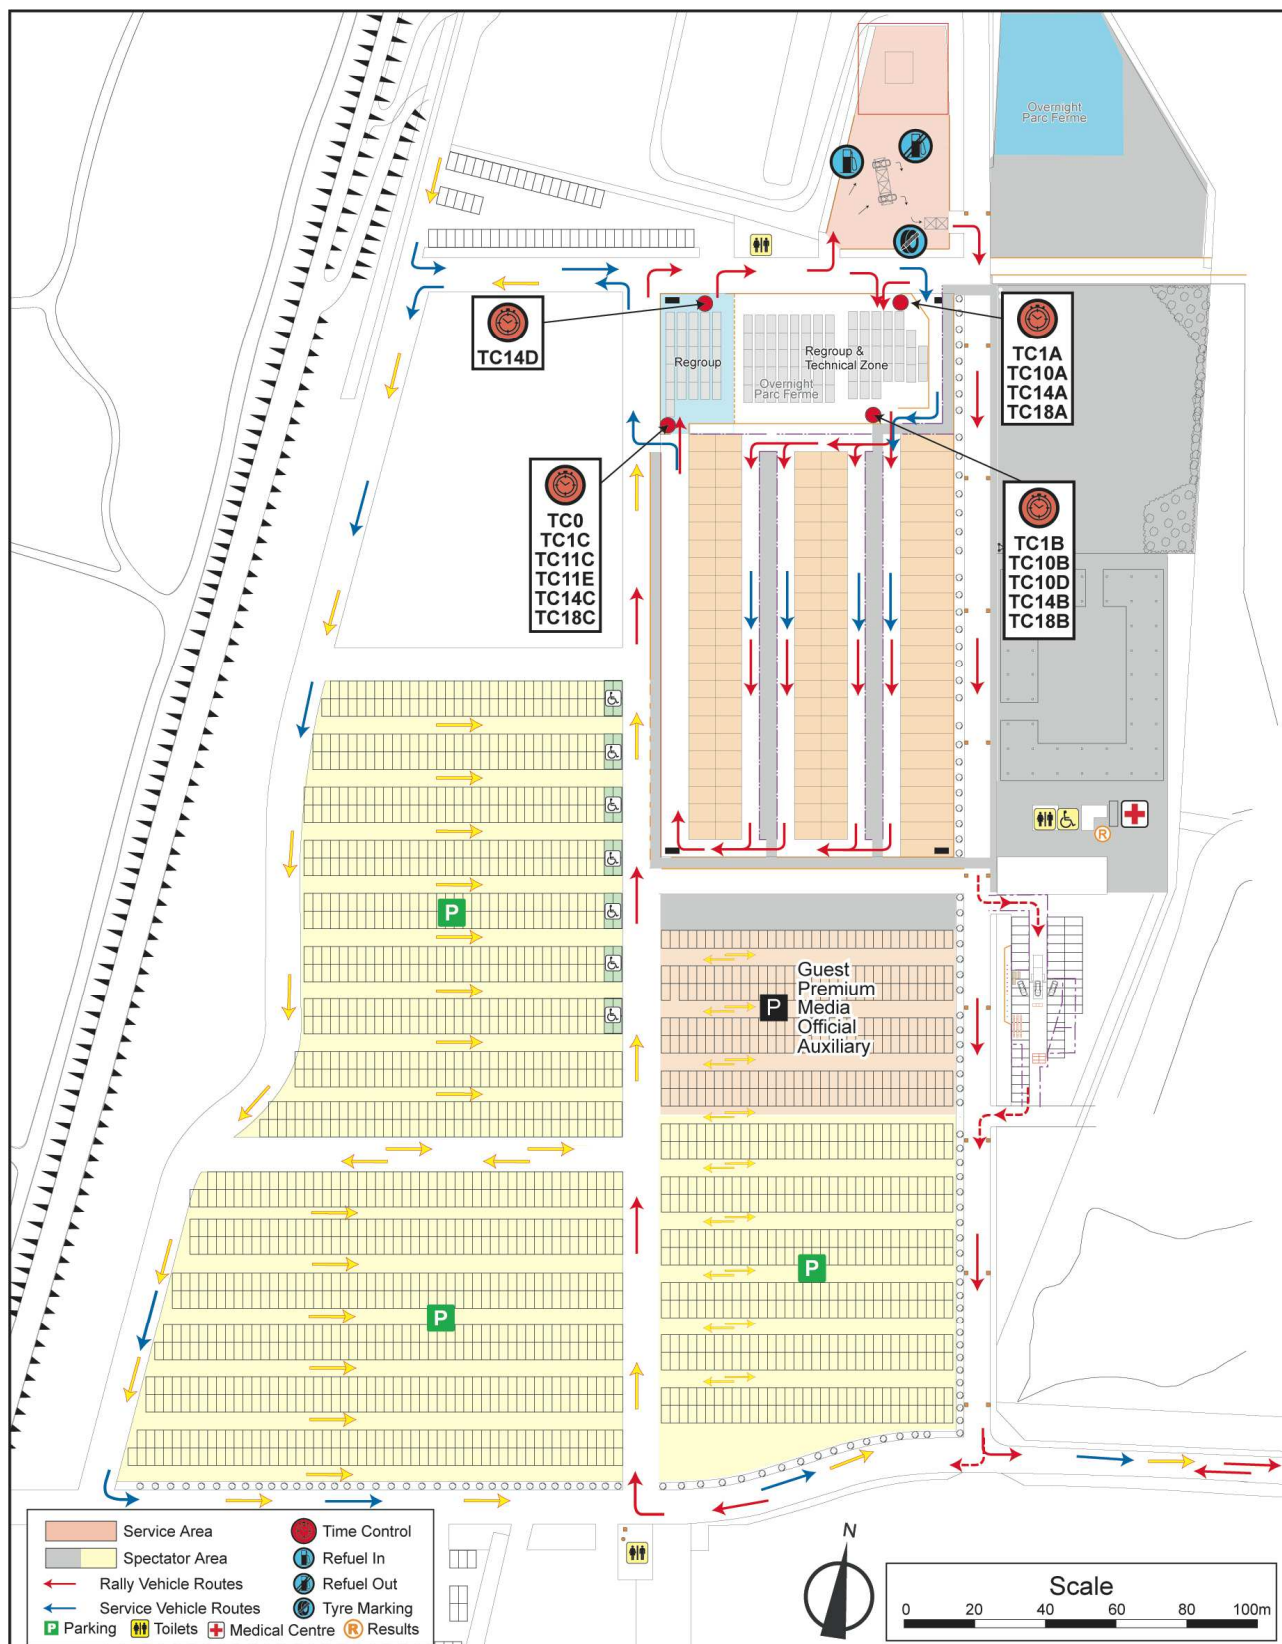 Overnight
Parc Ferme
TC14D
Regroup
Regroup &
Technical Zone
Overnight
Parc Ferme
TC1A
TC10A
TC14A
TC18A
TC0
TC1C
TC11C
TC11E
TC14C
TC18C
TC1B
TC10B
TC10D
TC14B
TC18B
R
P
P
Guest
Premium
Media
Official
Auxiliary
P
P
Service Area
Spectator Area
Rally Vehicle Routes
Service Vehicle Routes
P Parking
Toilets
Medical Centre
R Results
Time Control
Refuel In
Refuel Out
Tyre Marking
N
Scale
0 20 40 60 80 100m